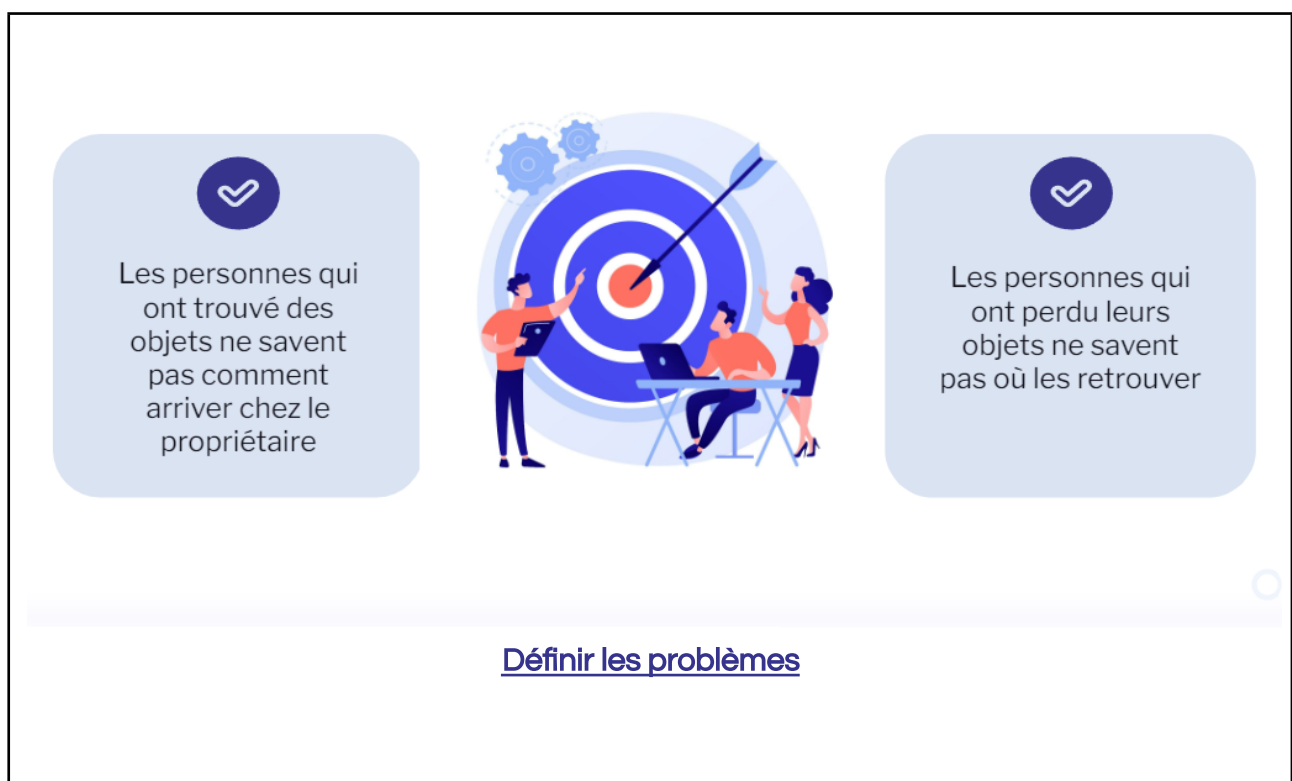 Les personnes qui
ont trouvé des
objets ne savent
pas comment
arriver chez le
propriétaire
Les personnes qui
ont perdu leurs
objets ne savent
pas où les retrouver
Définir les problèmes